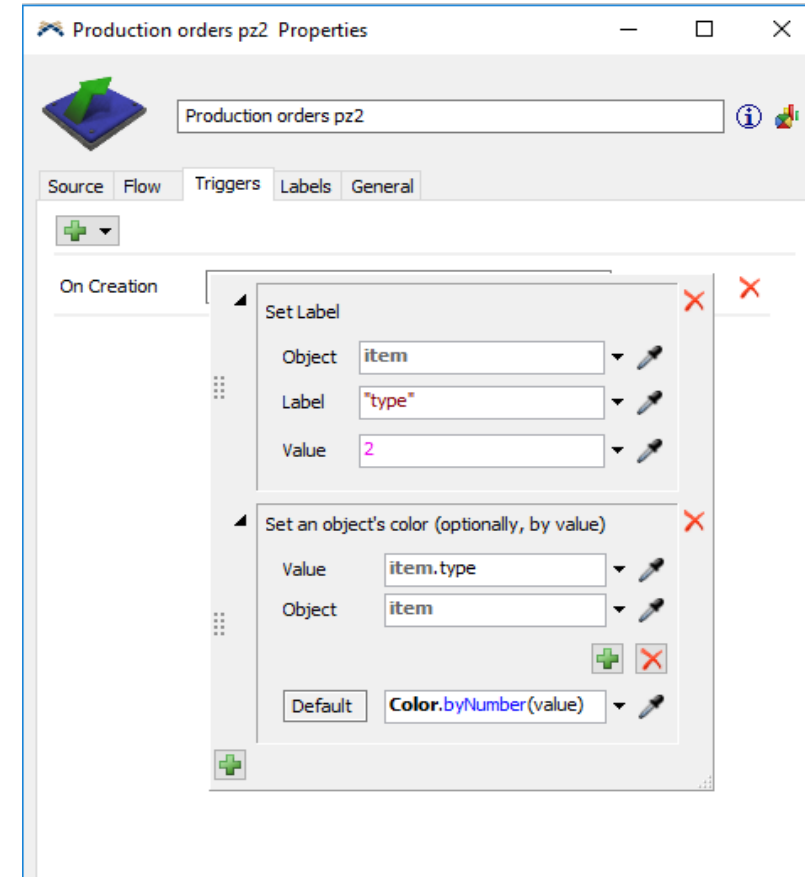 Production orders pz2 Properties
Production orders pz2
Source Flow Triggers Labels General
On Creation
Set Label
Object item
Label "type"
Value 2
Set an object's color (optionally, by value)
Value item.type
Object item
Default Color.byNumber(value)